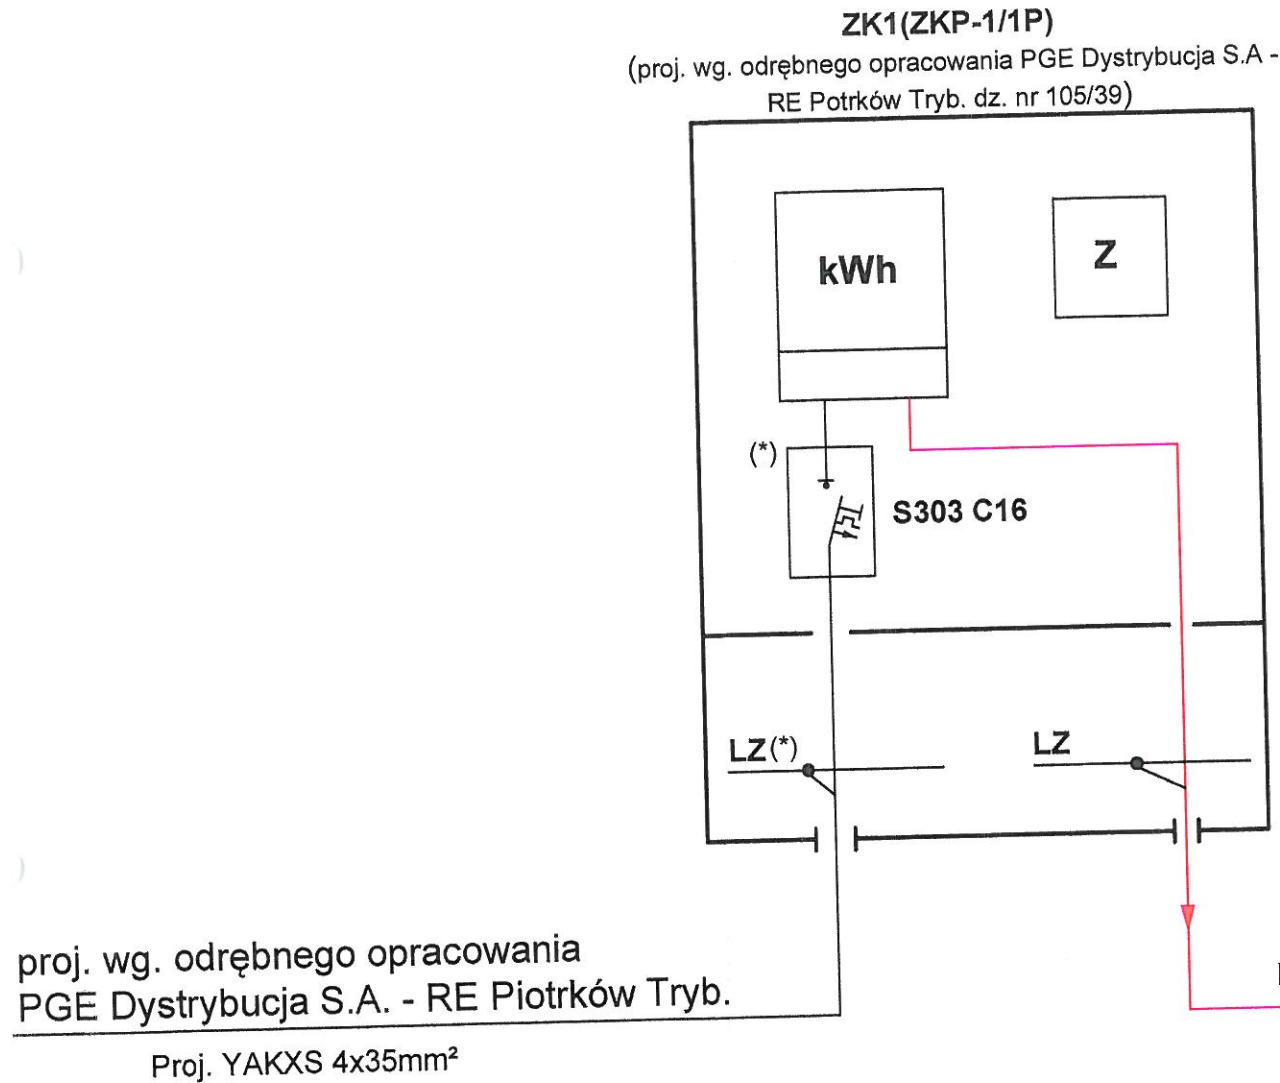 ZK1(ZKP-1/1P)
(proj. wg. odrębnego opracowania PGE Dystrybucja S.A -
RE Potrków Tryb. dz. nr 105/39)
kWh
Z
(*)
S303 C16
LZ(*)
LZ
proj. wg. odrębnego opracowania
PGE Dystrybucja S.A. - RE Piotrków Tryb.
Proj. YAKXS 4x35mm²